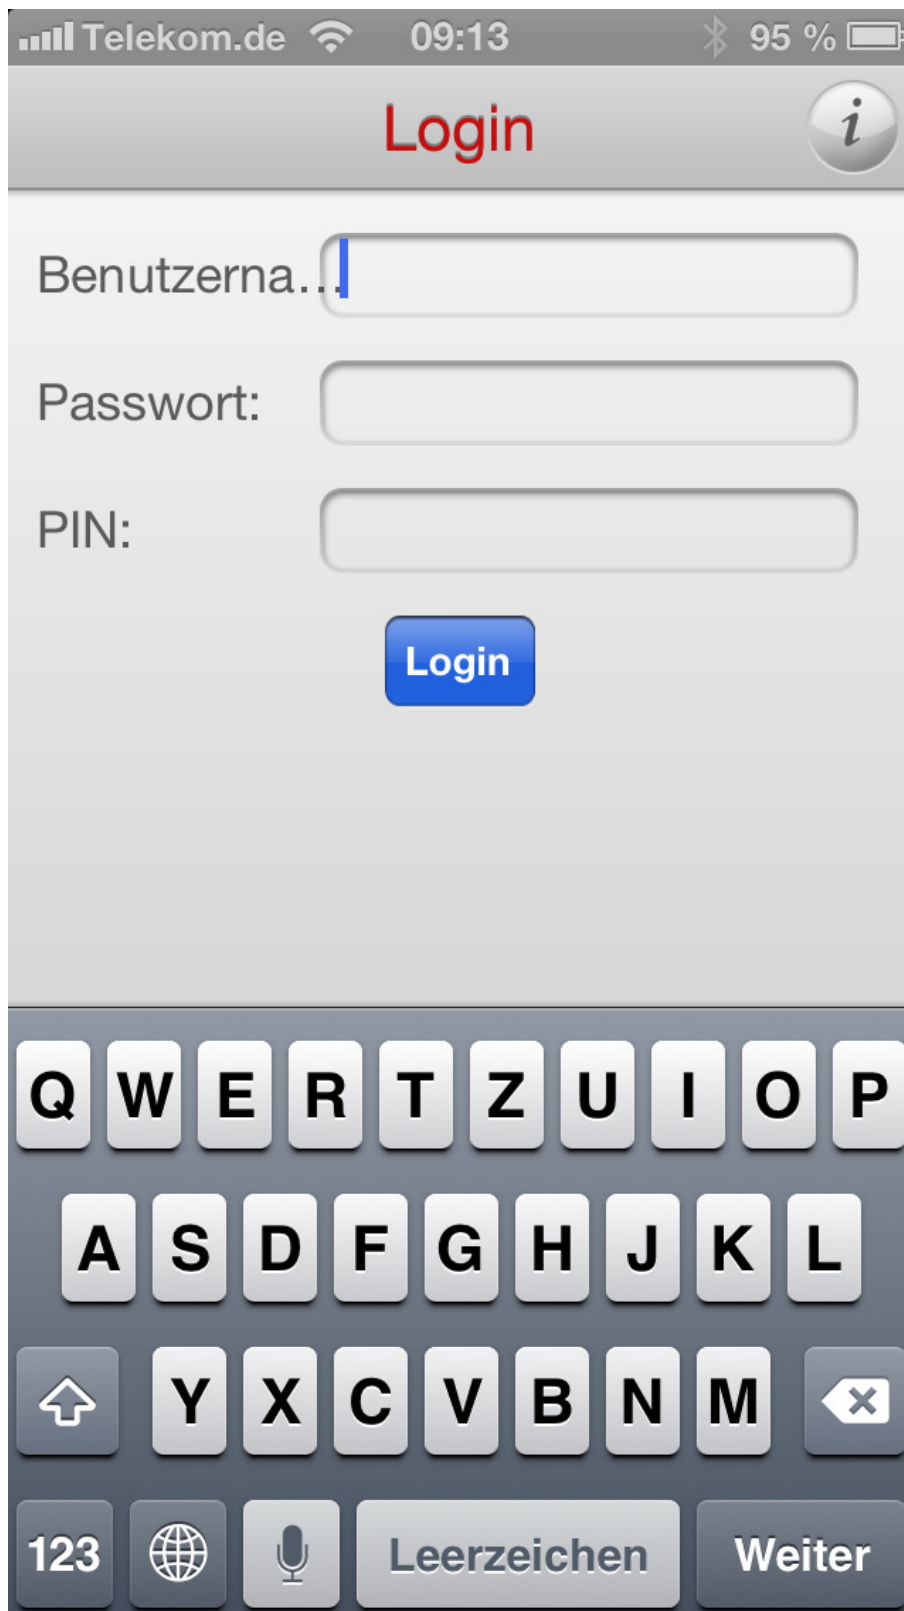 Telekom.de 09:13 95 %
Login
i
Benutzerna...
Passwort:
PIN:
Login
Q W E R T Z U I O P
A S D F G H J K L
Y X C V B N M
123 Leerzeichen Weiter